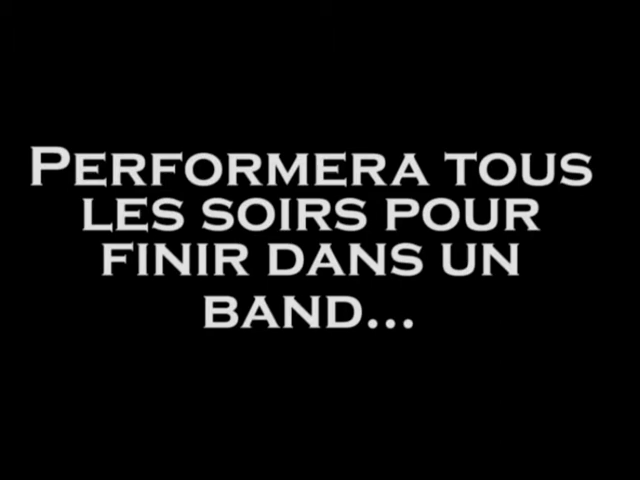 PERFORMERA TOUS
LES SOIRS POUR
FINIR DANS UN
BAND...